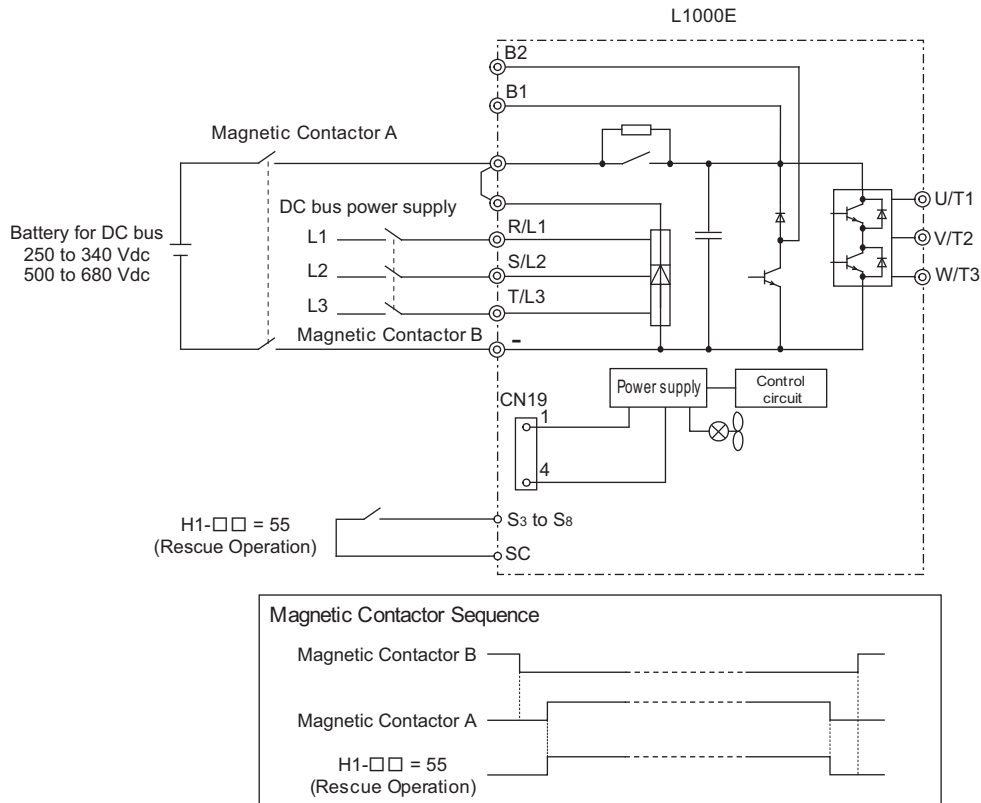 L1000E
B2
B1
Magnetic Contactor A
DC bus power supply
Battery for DC bus
250 to 340 Vdc
500 to 680 Vdc
L1
R/L1
L2
S/L2
L3
T/L3
Magnetic Contactor B
-
U/T1
V/T2
W/T3
Power supply
Control
circuit
CN19
1
4
H1-□□ = 55
(Rescue Operation)
S3 to S8
SC
Magnetic Contactor Sequence
Magnetic Contactor B
Magnetic Contactor A
H1-□□ = 55
(Rescue Operation)